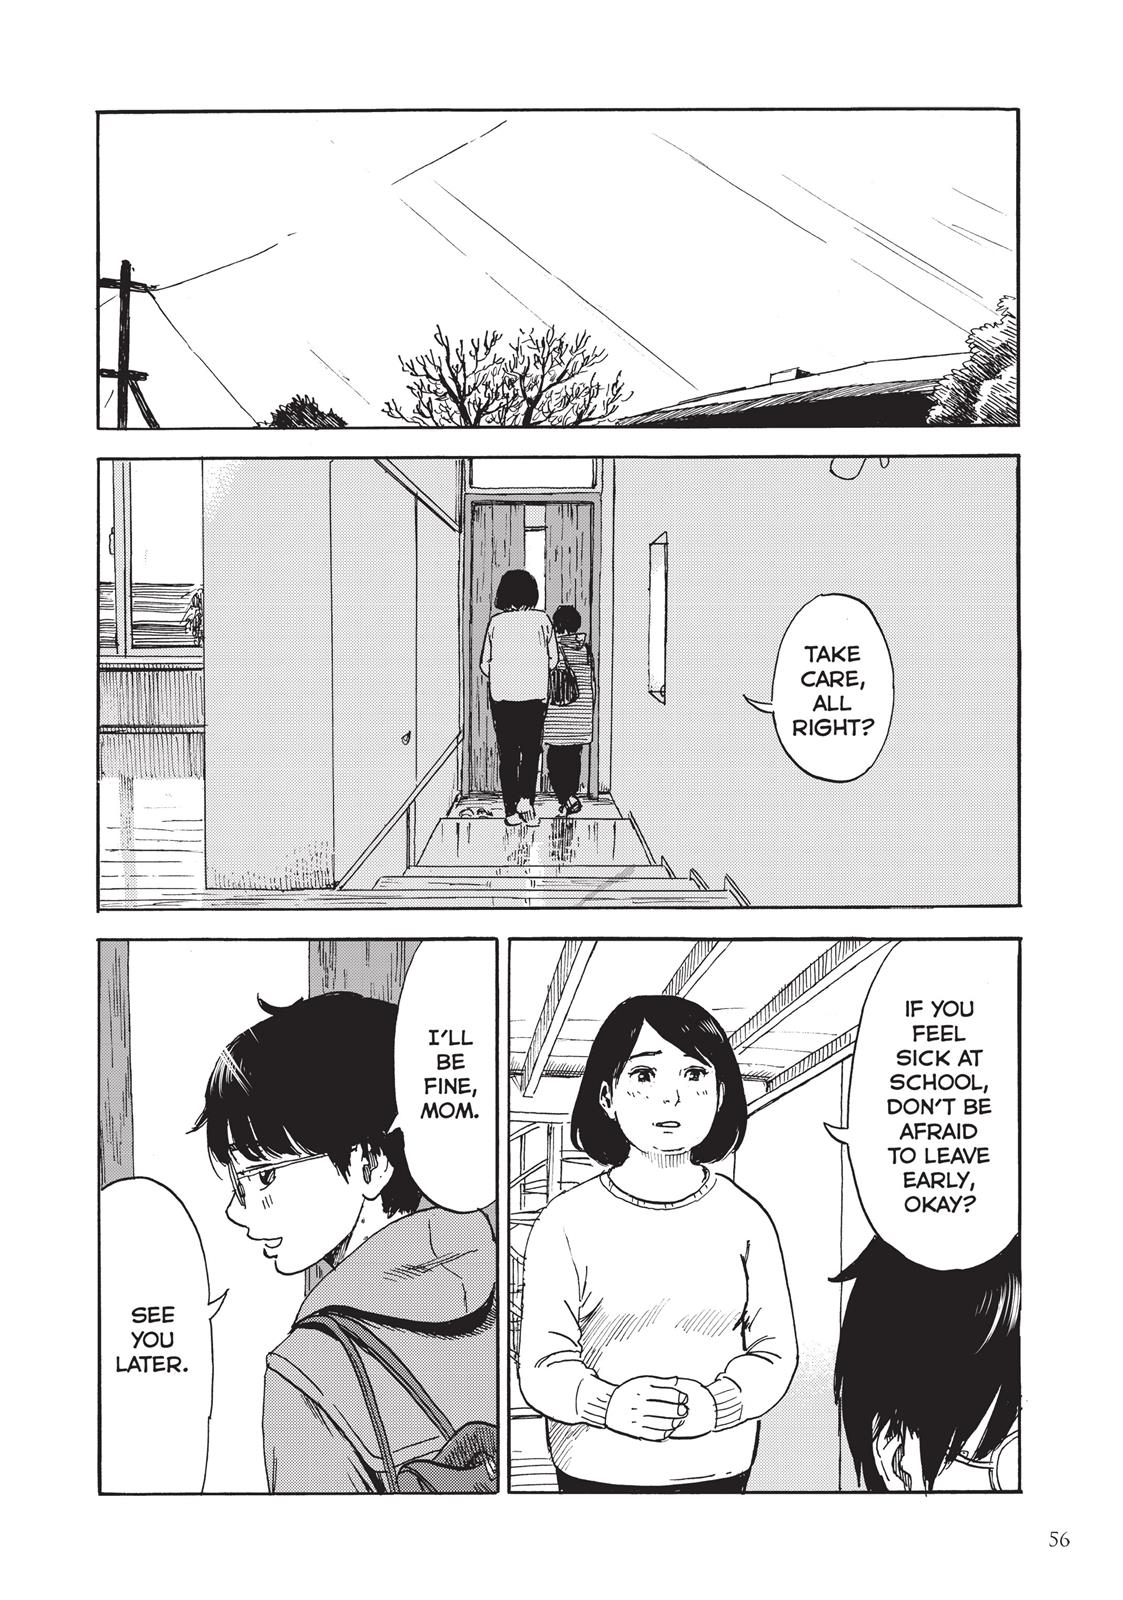 TAKE
CARE,
ALL
RIGHT?
IF YOU
FEEL
SICK AT
SCHOOL,
DON'T BE
AFRAID
TO LEAVE
EARLY,
OKAY?
I'LL
BE
FINE,
MOM.
SEE
YOU
LATER.
56